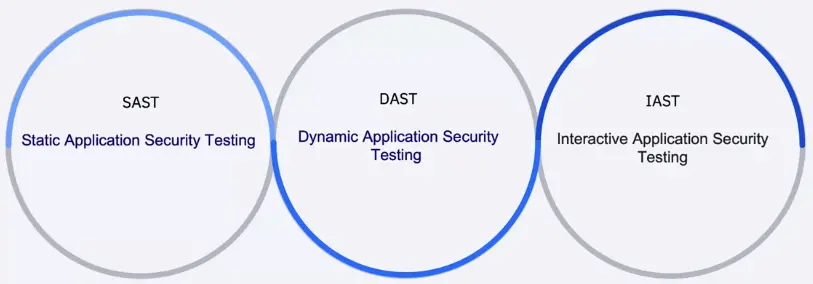 SAST
Static Application Security Testing
DAST
Dynamic Application Security
Testing
IAST
Interactive Application Security
Testing